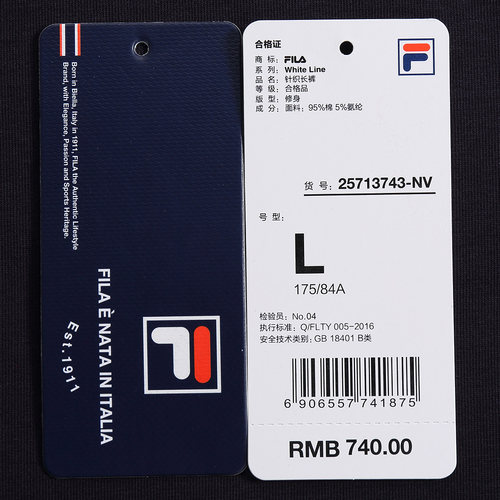 Born in Biella, Italy in 1911, FILA the Authentic Lifestyle
Brand, with Elegance, Passion and Sports Heritage.
FILA È NATA IN ITALIA
Est.1911
F
合格证
商 标: FILA
系 列: White Line
品 名: 针织长裤
等 级: 合格品
版 型: 修身
成 分: 面料: 95%棉 5%氨纶
F
货 号: 25713743-NV
号 型:
L
175/84A
检验员: No.04
执行标准: Q/FLTY 005-2016
安全技术类别: GB 18401 B类
6 906557 741875
RMB 740.00